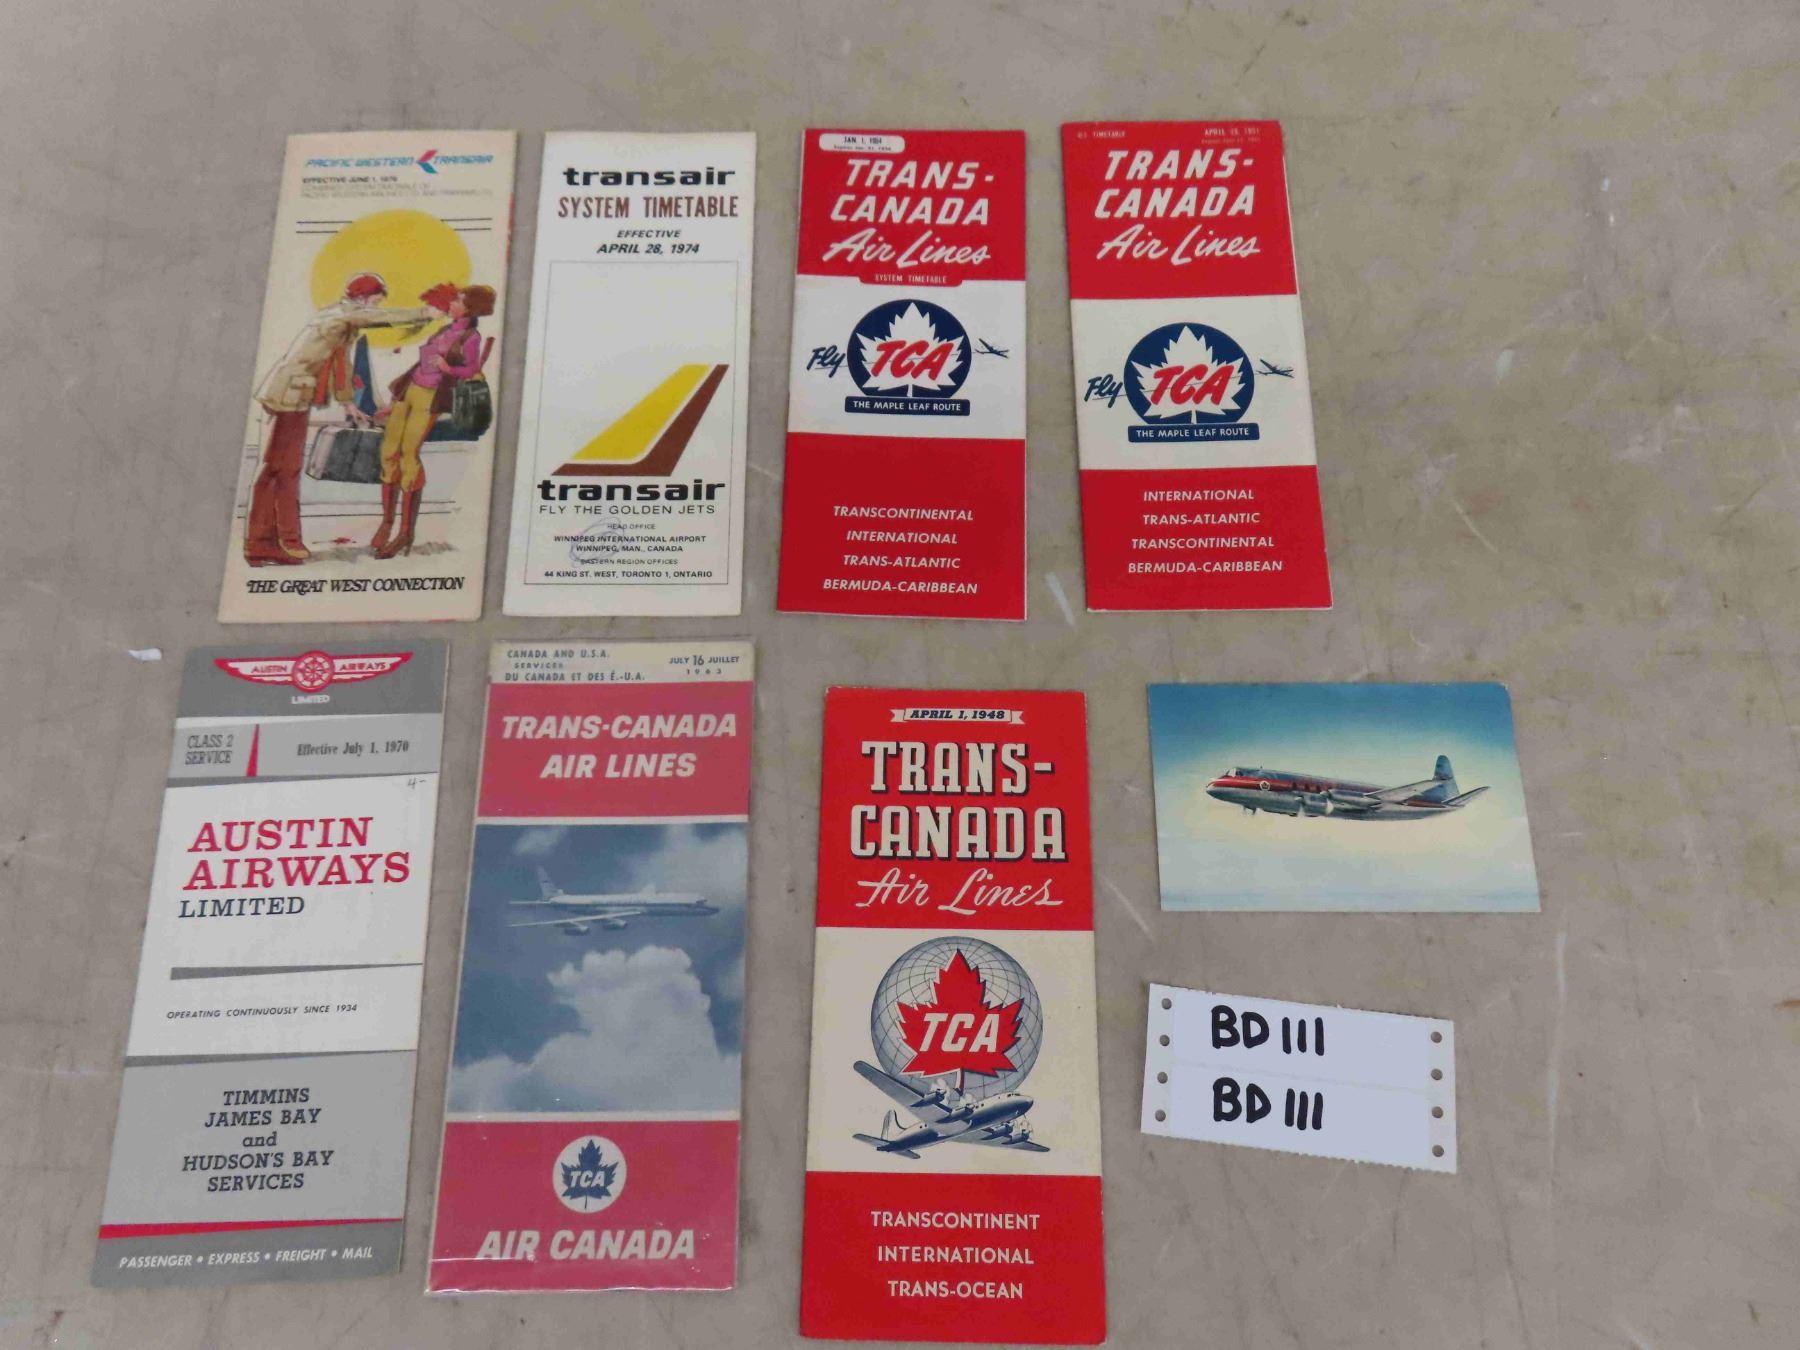 PACIFIC WESTERN TRANSAIR
EFFECTIVE JUNE 1, 1978
THE GREAT WEST CONNECTION
transair
SYSTEM TIMETABLE
EFFECTIVE
APRIL 28, 1974
transair
FLY THE GOLDEN JETS
HEAD OFFICE
WINNIPEG INTERNATIONAL AIRPORT
WINNIPEG, MAN., CANADA
EASTERN REGION OFFICES
44 KING ST. WEST, TORONTO 1, ONTARIO
JAN. 1, 1954
TRANS-
CANADA
Air Lines
SYSTEM TIMETABLE
Fly TCA
THE MAPLE LEAF ROUTE
TRANSCONTINENTAL
INTERNATIONAL
TRANS-ATLANTIC
BERMUDA-CARIBBEAN
TIMETABLE APRIL 1951
TRANS-
CANADA
Air Lines
Fly TCA
THE MAPLE LEAF ROUTE
INTERNATIONAL
TRANS-ATLANTIC
TRANSCONTINENTAL
BERMUDA-CARIBBEAN
AUSTIN AIRWAYS
LIMITED
CLASS 2
SERVICE
Effective July 1, 1970
4-
AUSTIN
AIRWAYS
LIMITED
OPERATING CONTINUOUSLY SINCE 1934
TIMMINS
JAMES BAY
and
HUDSON'S BAY
SERVICES
PASSENGER • EXPRESS • FREIGHT • MAIL
CANADA AND U.S.A.
SERVICES
DU CANADA ET DES É.-U.A.
JULY 16 JUILLET
1963
TRANS-CANADA
AIR LINES
TCA
AIR CANADA
APRIL 1, 1948
TRANS-
CANADA
Air Lines
TCA
TRANSCONTINENT
INTERNATIONAL
TRANS-OCEAN
BD 111
BD 111